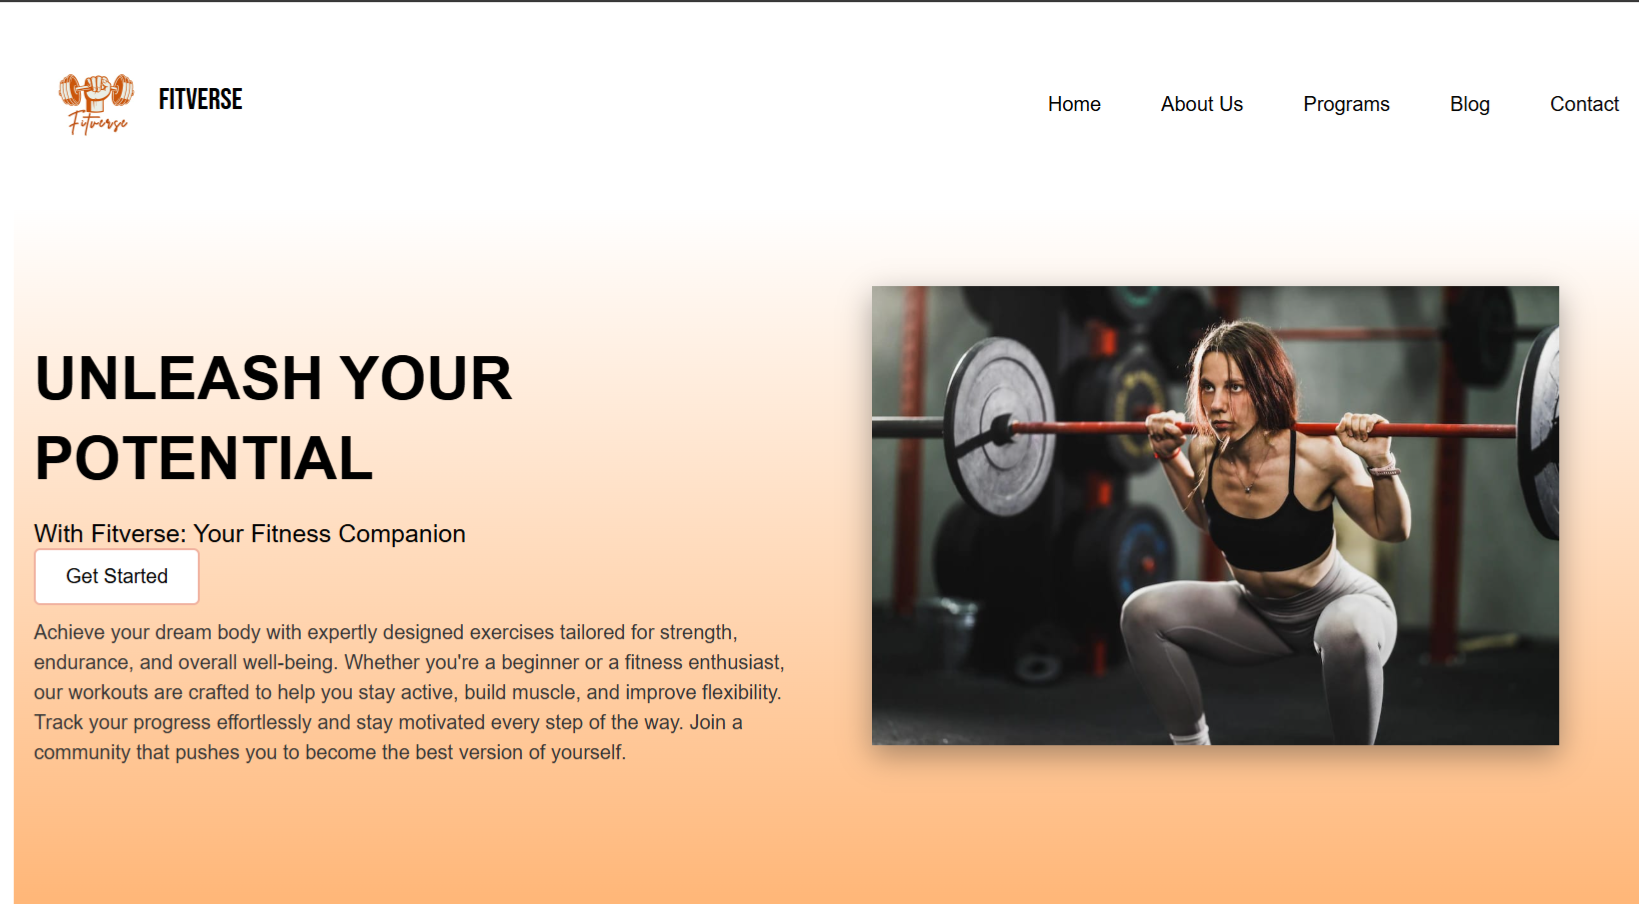 Fitverse
FITVERSE
Home
About Us
Programs
Blog
Contact
UNLEASH YOUR
POTENTIAL
With Fitverse: Your Fitness Companion
Get Started
Achieve your dream body with expertly designed exercises tailored for strength,
endurance, and overall well-being. Whether you're a beginner or a fitness enthusiast,
our workouts are crafted to help you stay active, build muscle, and improve flexibility.
Track your progress effortlessly and stay motivated every step of the way. Join a
community that pushes you to become the best version of yourself.